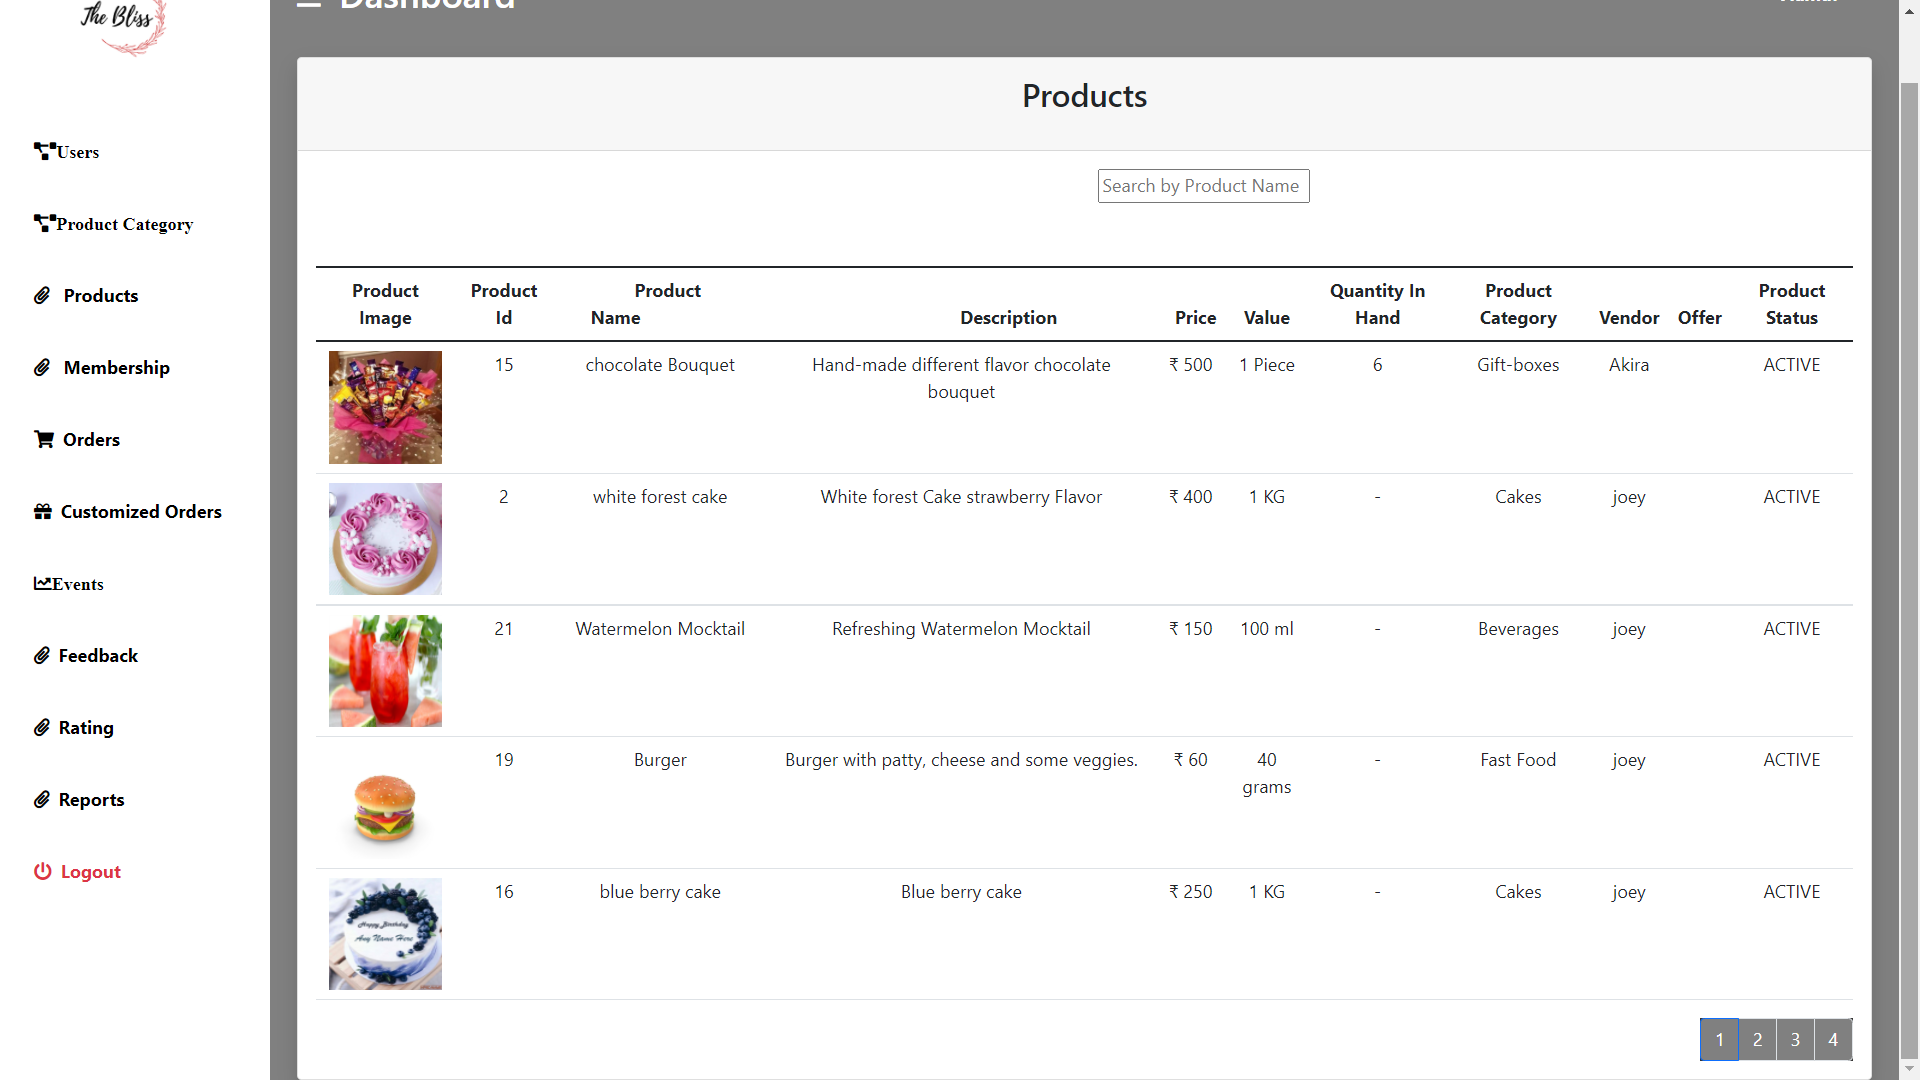 The Bliss
Dashboard
Users
Product Category
Products
Membership
Orders
Customized Orders
Events
Feedback
Rating
Reports
Logout
Products
Search by Product Name
Product Image Product Id Product Name Description Price Value Quantity In Hand Product Category Vendor Offer Product Status
15 chocolate Bouquet Hand-made different flavor chocolate bouquet ₹ 500 1 Piece 6 Gift-boxes Akira ACTIVE
2 white forest cake White forest Cake strawberry Flavor ₹ 400 1 KG - Cakes joey ACTIVE
21 Watermelon Mocktail Refreshing Watermelon Mocktail ₹ 150 100 ml - Beverages joey ACTIVE
19 Burger Burger with patty, cheese and some veggies. ₹ 60 40 grams - Fast Food joey ACTIVE
Happy Birthday
Any Name Here
16 blue berry cake Blue berry cake ₹ 250 1 KG - Cakes joey ACTIVE
1 2 3 4